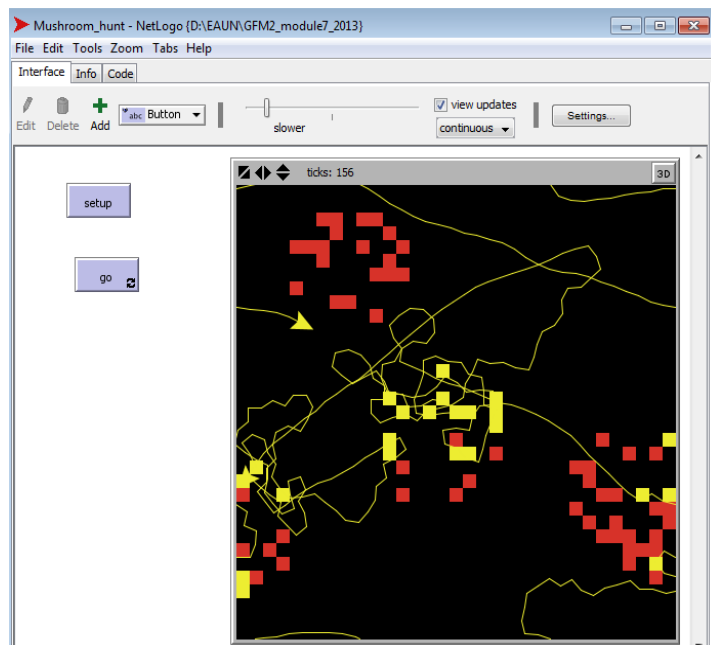 Mushroom_hunt - NetLogo {D:\EAUN\GFM2_module7_2013}
File Edit Tools Zoom Tabs Help
Interface Info Code
Edit Delete Add abc Button slower view updates continuous Settings...
ticks: 156 3D
setup
go